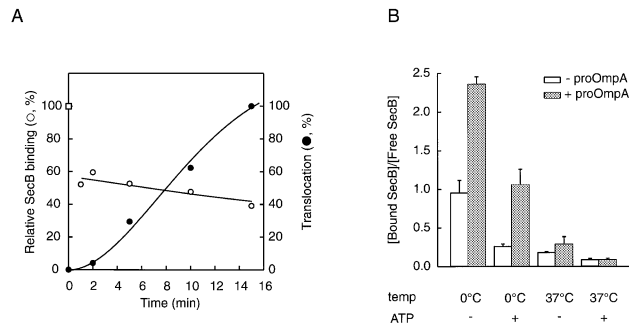 A
Relative SecB binding (○, %)
100
80
60
40
20
0
0 2 4 6 8 10 12 14 16
Time (min)
100
80
60
40
20
0
Translocation (●, %)
B
[Bound SecB]/[Free SecB]
2.5
2.0
1.5
1.0
0.5
0.0
- proOmpA
+ proOmpA
temp 0°C 0°C 37°C 37°C
ATP - + - +